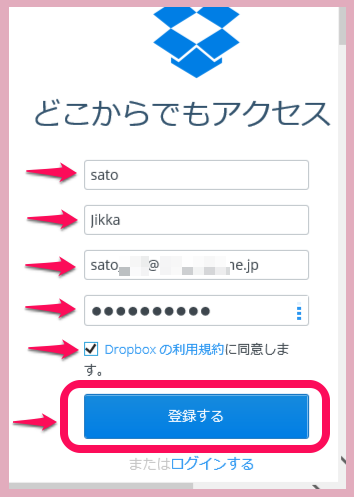 どこからでもアクセス
sato
Jikka
sato @ ne.jp
●●●●●●●●●●
Dropbox の利用規約に同意しま
す。
登録する
またはログインする